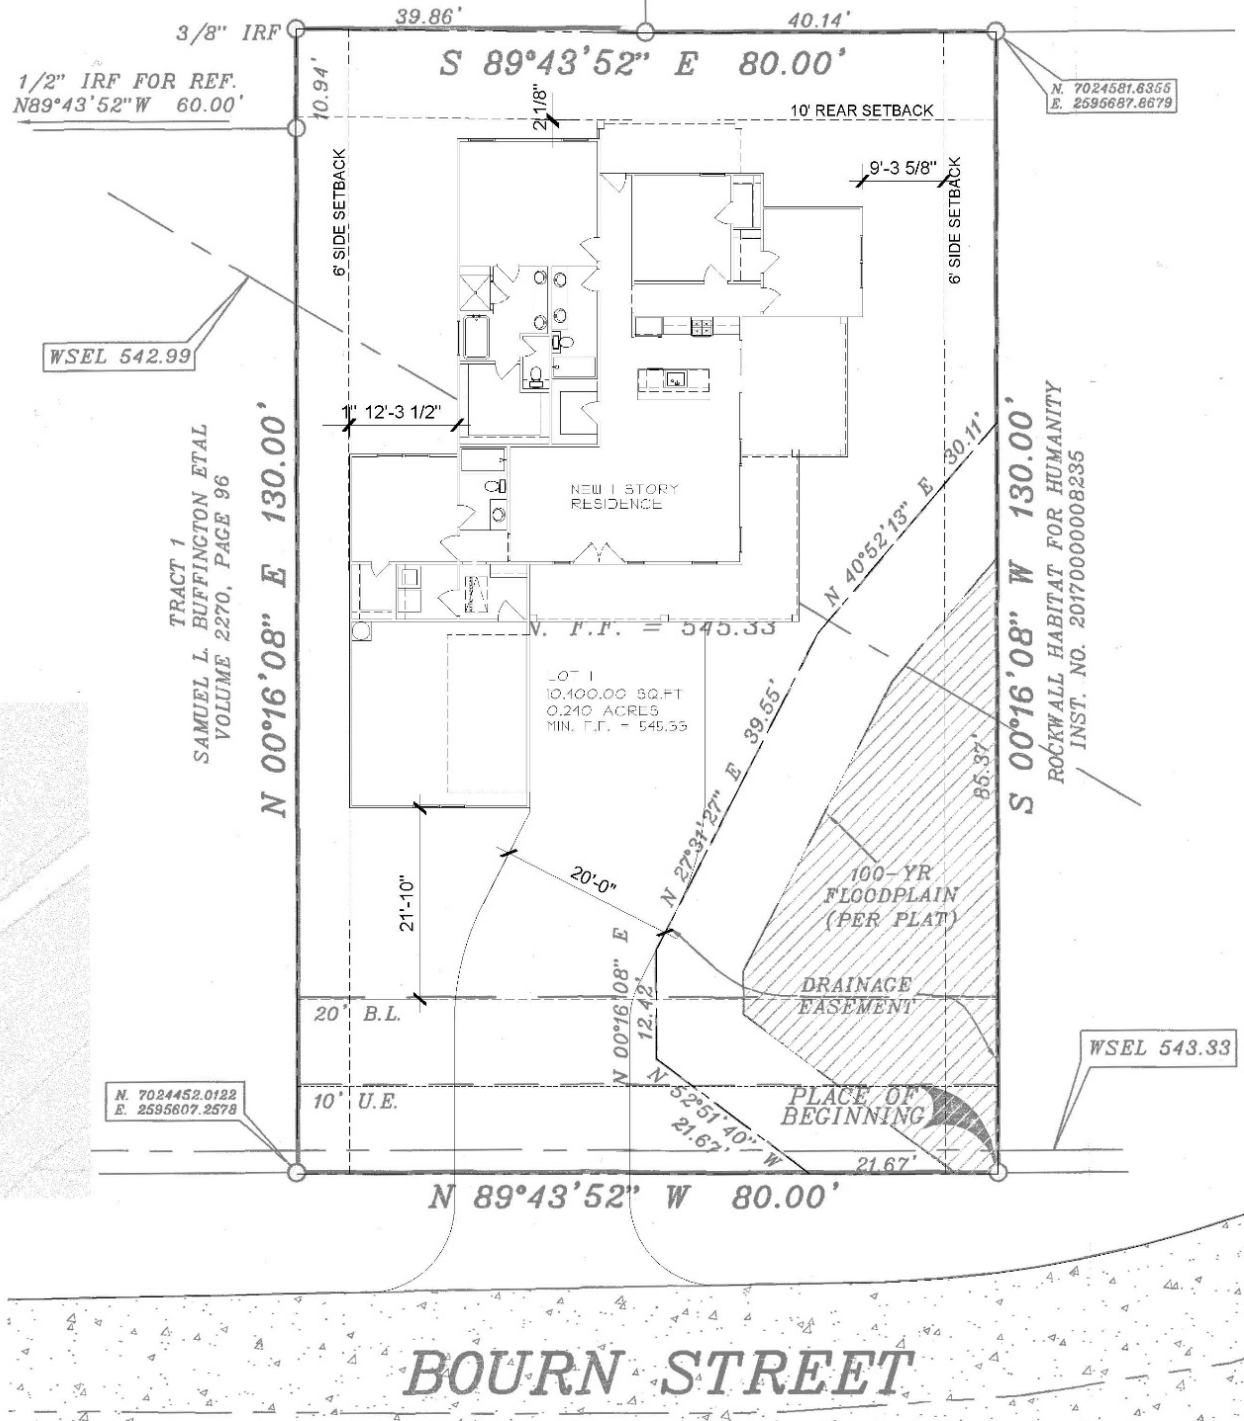 39.86'
40.14'
3/8" IRF
S 89°43'52" E 80.00'
1/2" IRF FOR REF.
N89°43'52"W 60.00'
10.94'
N. 7024581.6355
E. 2595687.8679
2 1/8"
10' REAR SETBACK
9'-3 5/8"
6' SIDE SETBACK
6' SIDE SETBACK
WSEL 542.99
1" 12'-3 1/2"
N 00°16'08" E 130.00'
TRACT 1
SAMUEL L. BUFFINGTON ETAL
VOLUME 2270, PAGE 96
NEW 1 STORY
RESIDENCE
N 40°52'13" E 30.11'
S 00°16'08" W 130.00'
ROCKWALL HABITAT FOR HUMANITY
INST. NO. 20170000008235
N. F.F. = 545.33
LOT 1
10,400.00 SQ.FT
0.240 ACRES
MIN. F.F. = 545.33
N 27°31'27" E 39.55'
85.37'
21'-10"
20'-0"
100-YR
FLOODPLAIN
(PER PLAT)
N 00°16'08" E
12.42'
DRAINAGE
EASEMENT
20' B.L.
WSEL 543.33
10' U.E.
N. 7024452.0122
E. 2595607.2578
N 52°51'40" W
21.67'
PLACE OF
BEGINNING
21.67'
N 89°43'52" W 80.00'
BOURN STREET